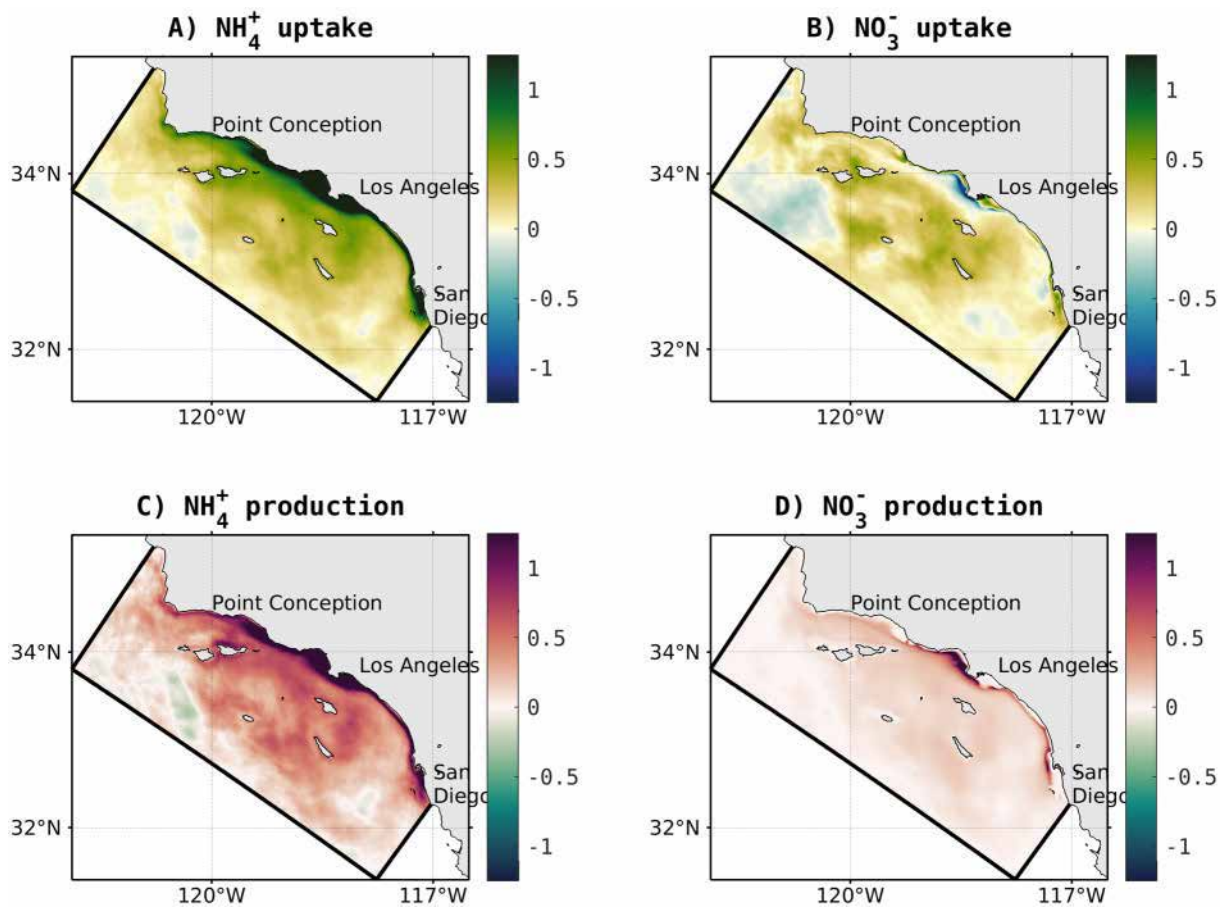 A) NH₄⁺ uptake
B) NO₃⁻ uptake
Point Conception
Los Angeles
San
Diego
34°N
32°N
120°W
117°W
1
0.5
0
-0.5
-1
Point Conception
Los Angeles
San
Diego
34°N
32°N
120°W
117°W
1
0.5
0
-0.5
-1
C) NH₄⁺ production
D) NO₃⁻ production
Point Conception
Los Angeles
San
Diego
34°N
32°N
120°W
117°W
1
0.5
0
-0.5
-1
Point Conception
Los Angeles
San
Diego
34°N
32°N
120°W
117°W
1
0.5
0
-0.5
-1